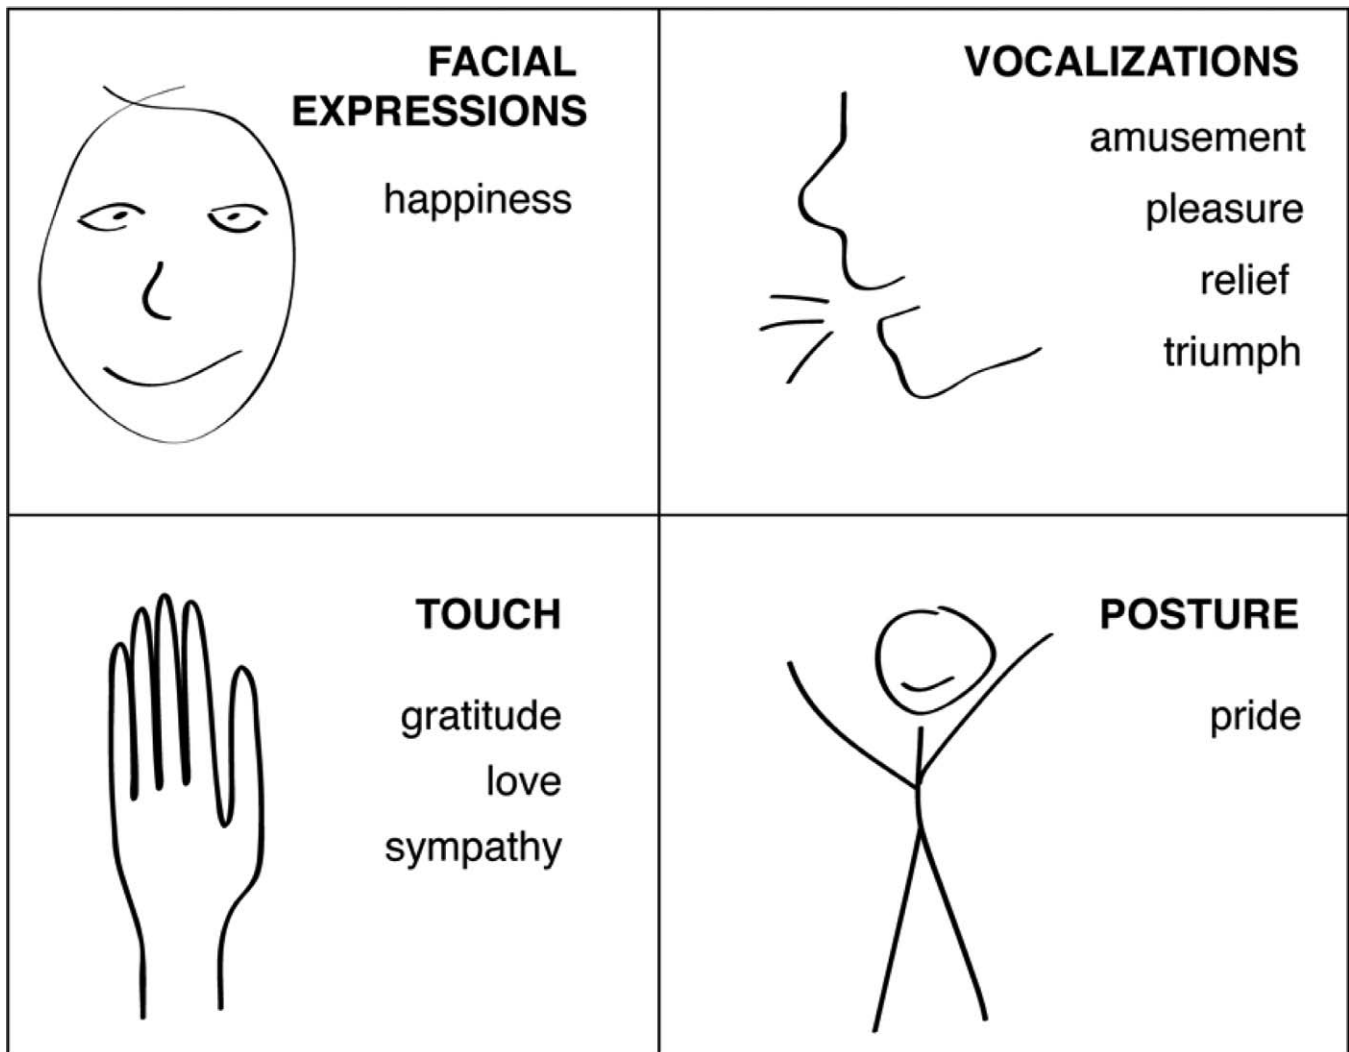 FACIAL
EXPRESSIONS
happiness
VOCALIZATIONS
amusement
pleasure
relief
triumph
TOUCH
gratitude
love
sympathy
POSTURE
pride